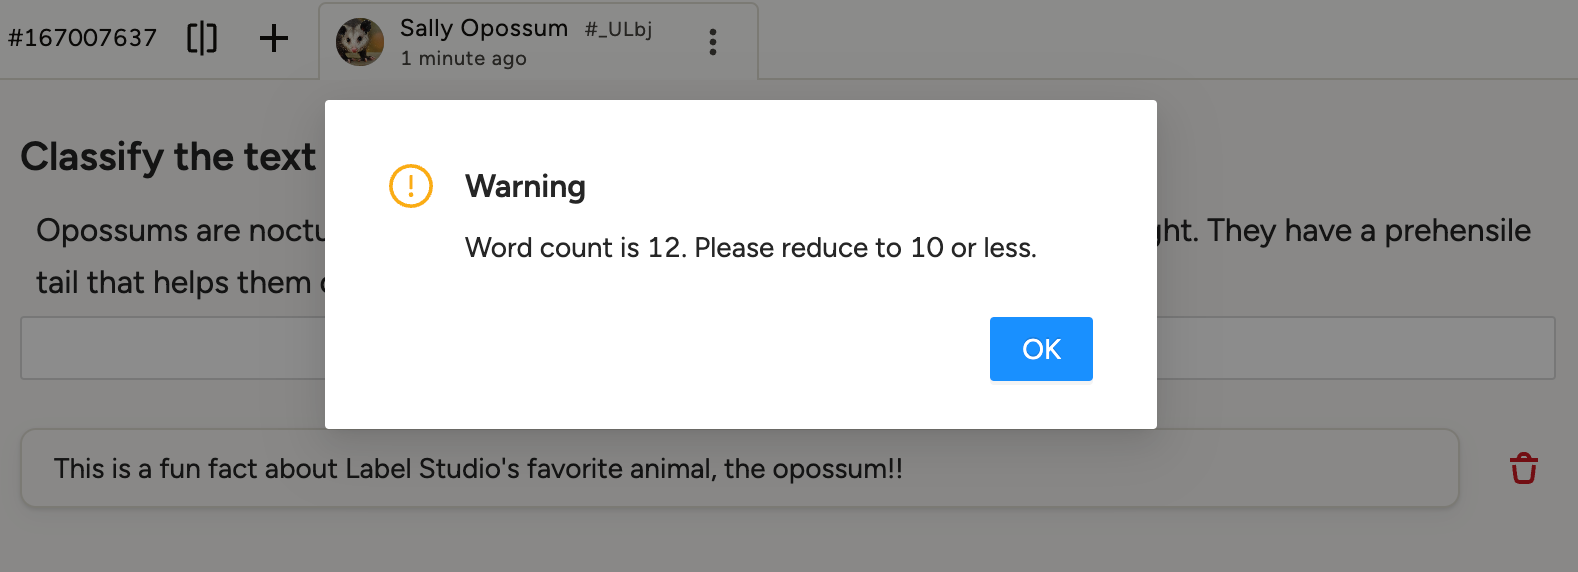 #167007637
Sally Opossum #_ULbj
1 minute ago
Classify the text
Opossums are noctu ght. They have a prehensile
tail that helps them
Warning
Word count is 12. Please reduce to 10 or less.
OK
This is a fun fact about Label Studio's favorite animal, the opossum!!